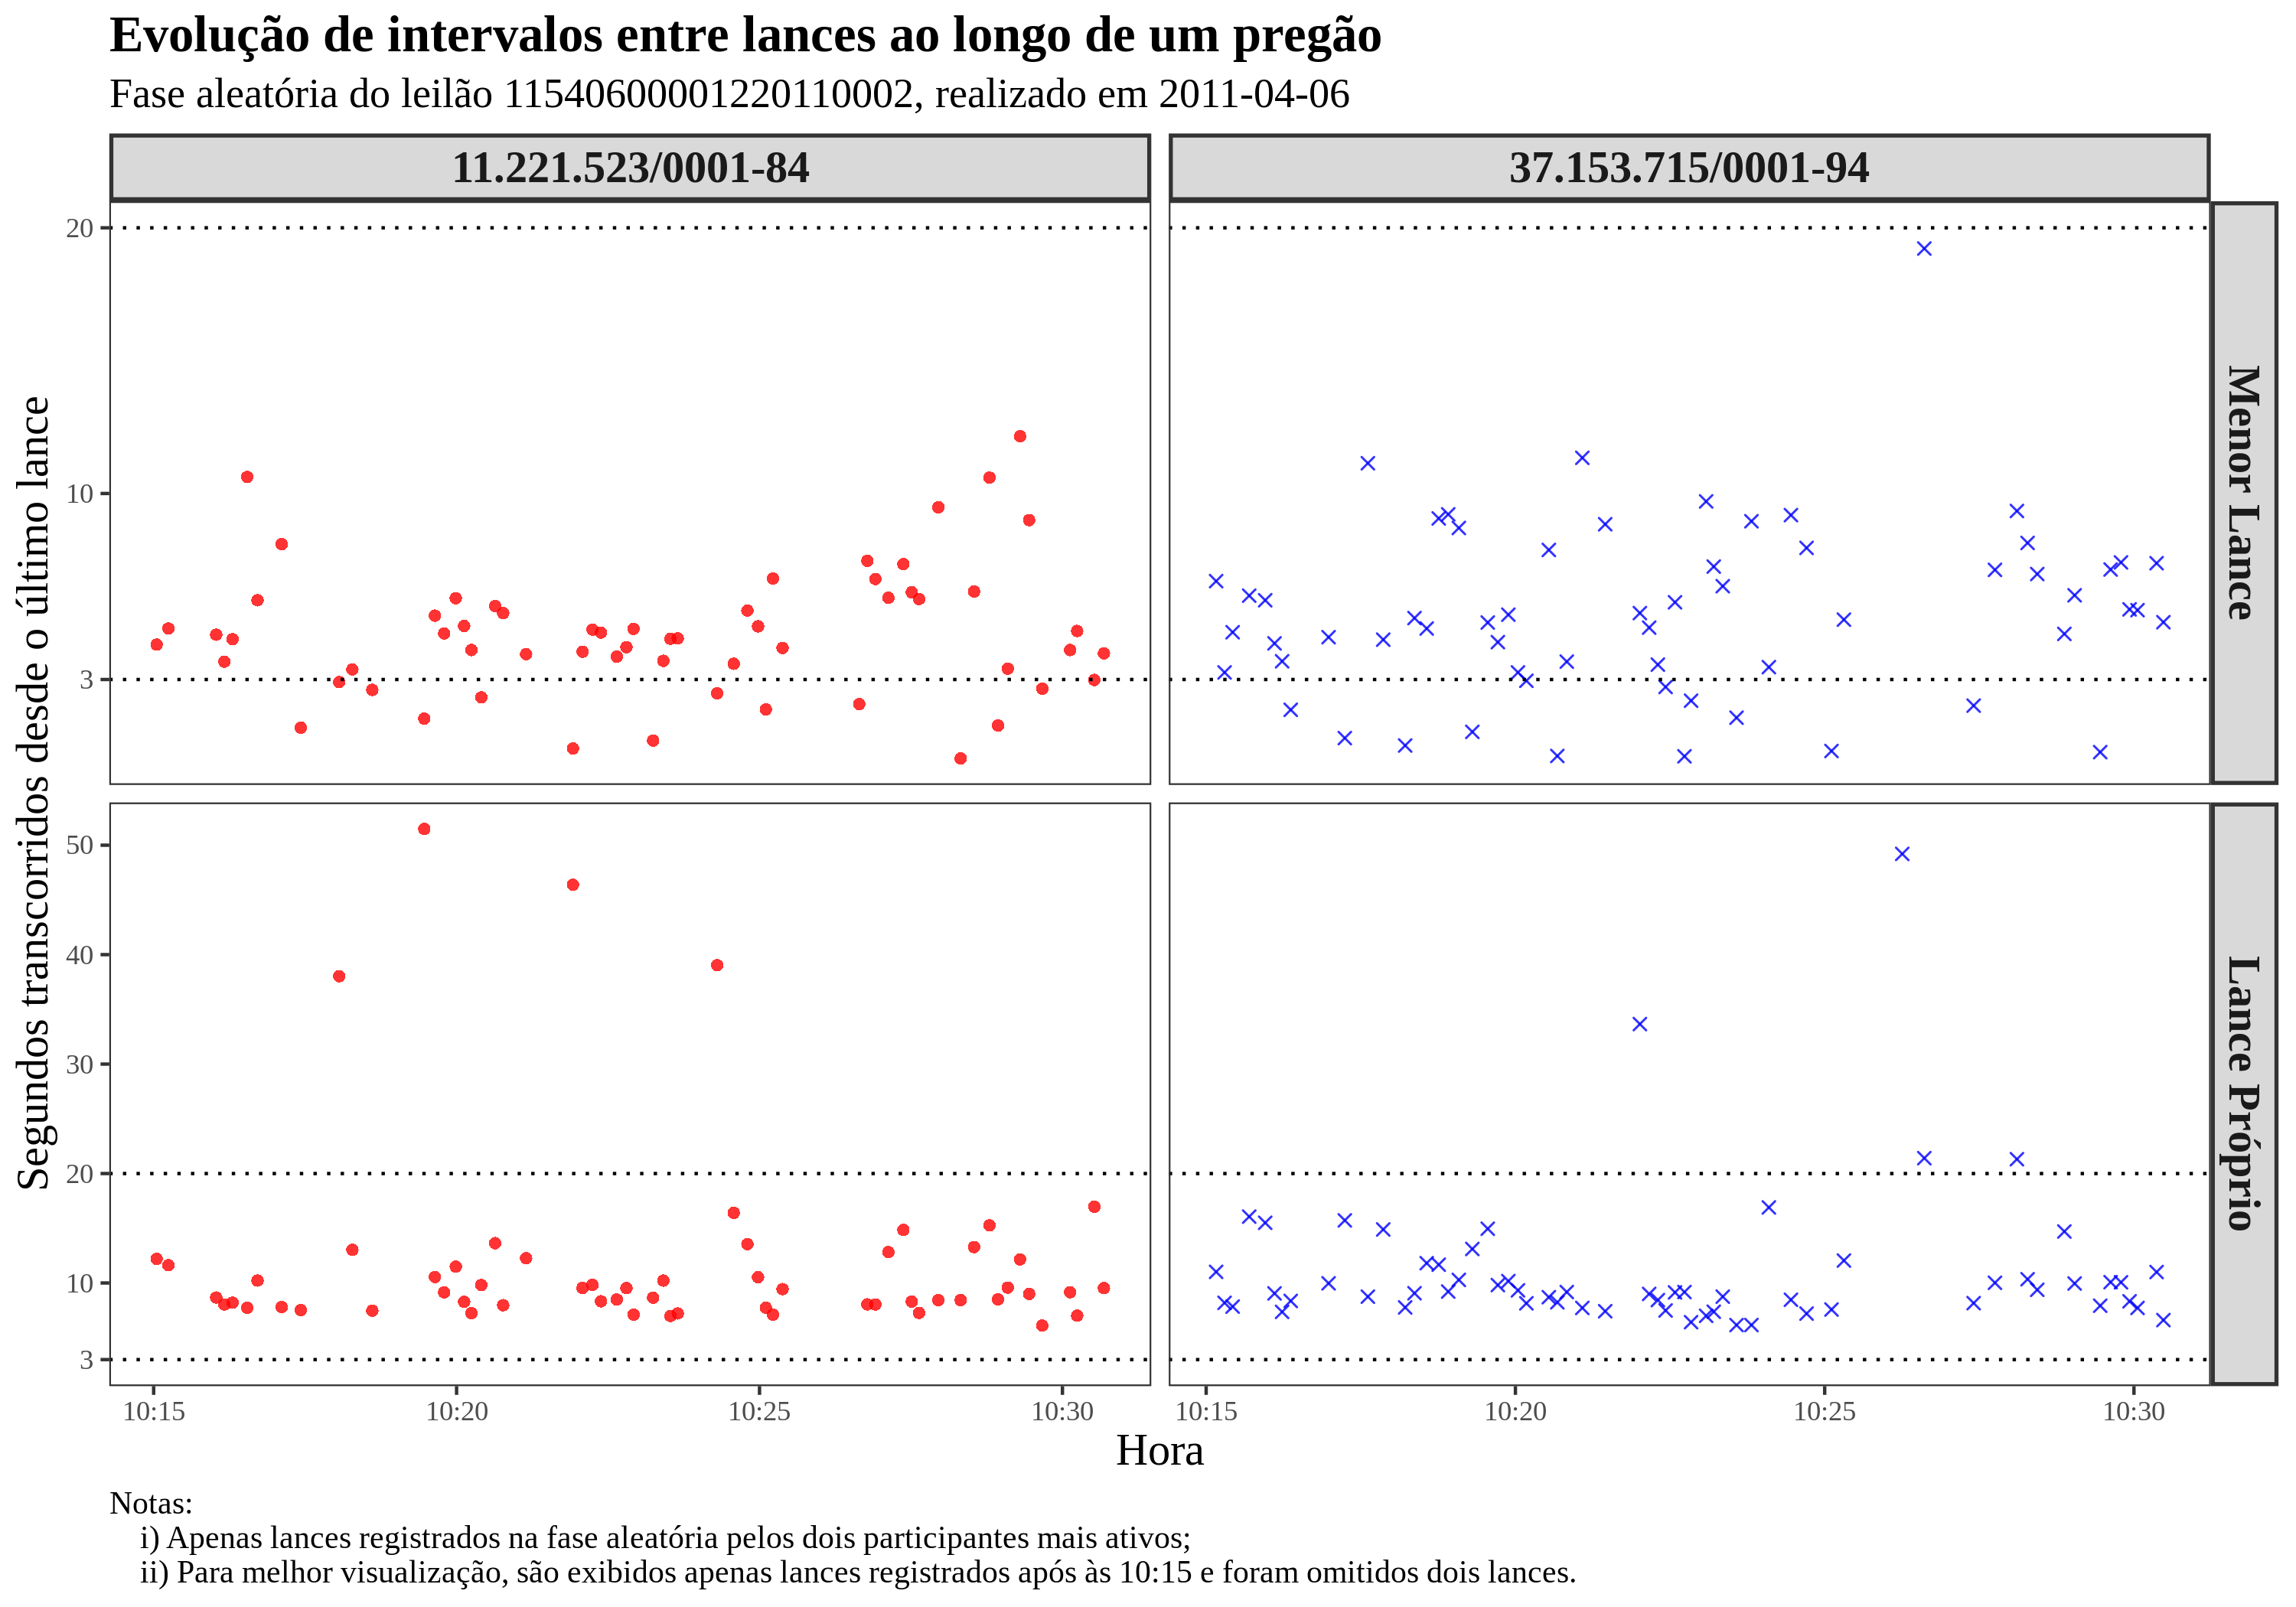 Evolução de intervalos entre lances ao longo de um pregão
Fase aleatória do leilão 11540600001220110002, realizado em 2011-04-06
11.221.523/0001-84
37.153.715/0001-94
Segundos transcorridos desde o último lance
20
10
3
Menor Lance
50
40
30
20
10
3
Lance Próprio
10:15
10:20
10:25
10:30
10:15
10:20
10:25
10:30
Hora
Notas:
i) Apenas lances registrados na fase aleatória pelos dois participantes mais ativos;
ii) Para melhor visualização, são exibidos apenas lances registrados após às 10:15 e foram omitidos dois lances.